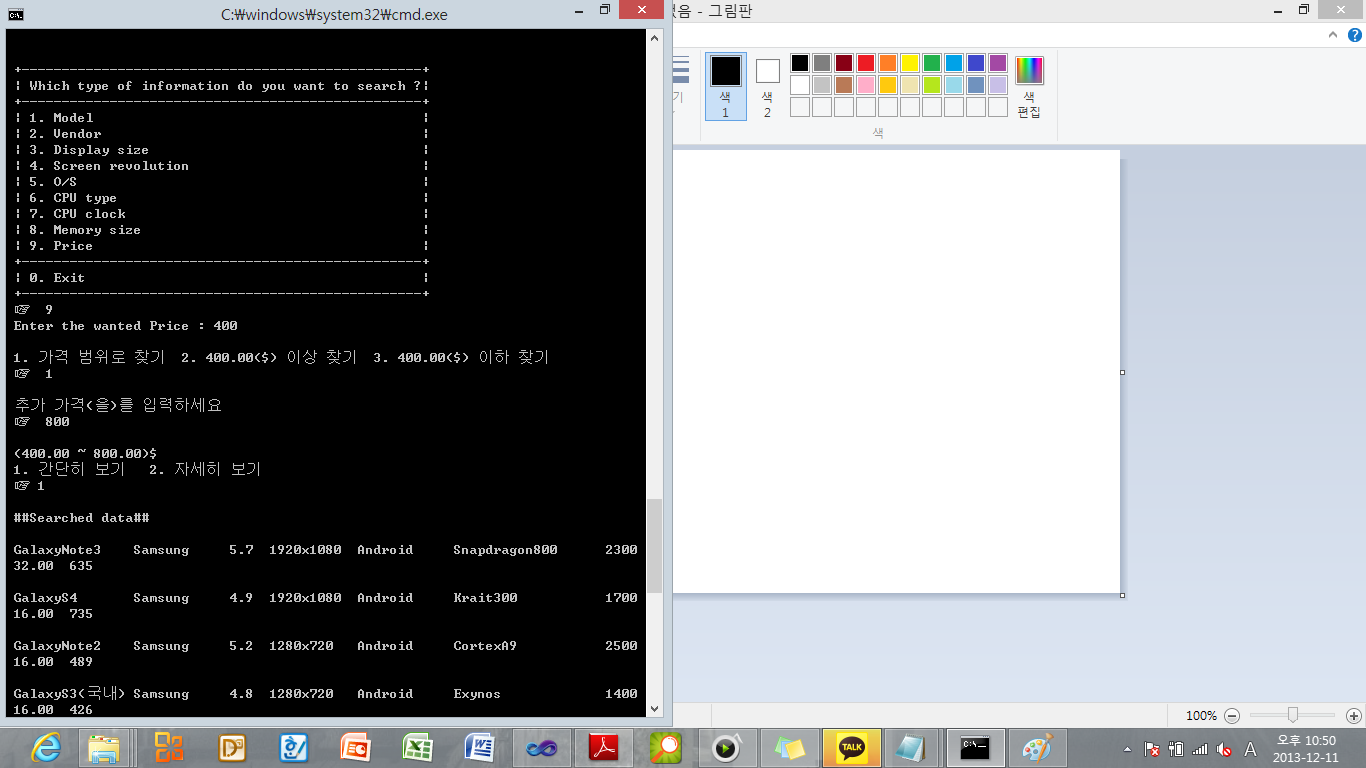 C:₩windows₩system32₩cmd.exe
없음 - 그림판
Which type of information do you want to search ?
1. Model
2. Vendor
3. Display size
4. Screen revolution
5. O/S
6. CPU type
7. CPU clock
8. Memory size
9. Price
0. Exit
☞ 9
Enter the wanted Price : 400
1. 가격 범위로 찾기 2. 400.00($) 이상 찾기 3. 400.00($) 이하 찾기
☞ 1
추가 가격(을)를 입력하세요
☞ 800
(400.00 ~ 800.00)$
1. 간단히 보기 2. 자세히 보기
☞ 1
##Searched data##
GalaxyNote3 Samsung 5.7 1920x1080 Android Snapdragon800 2300
32.00 635
GalaxyS4 Samsung 4.9 1920x1080 Android Krait300 1700
16.00 735
GalaxyNote2 Samsung 5.2 1280x720 Android CortexA9 2500
16.00 489
GalaxyS3(국내) Samsung 4.8 1280x720 Android Exynos 1400
16.00 426
기
색
1
색
2
색
편집
색
100%
TALK
A
오후 10:50
2013-12-11